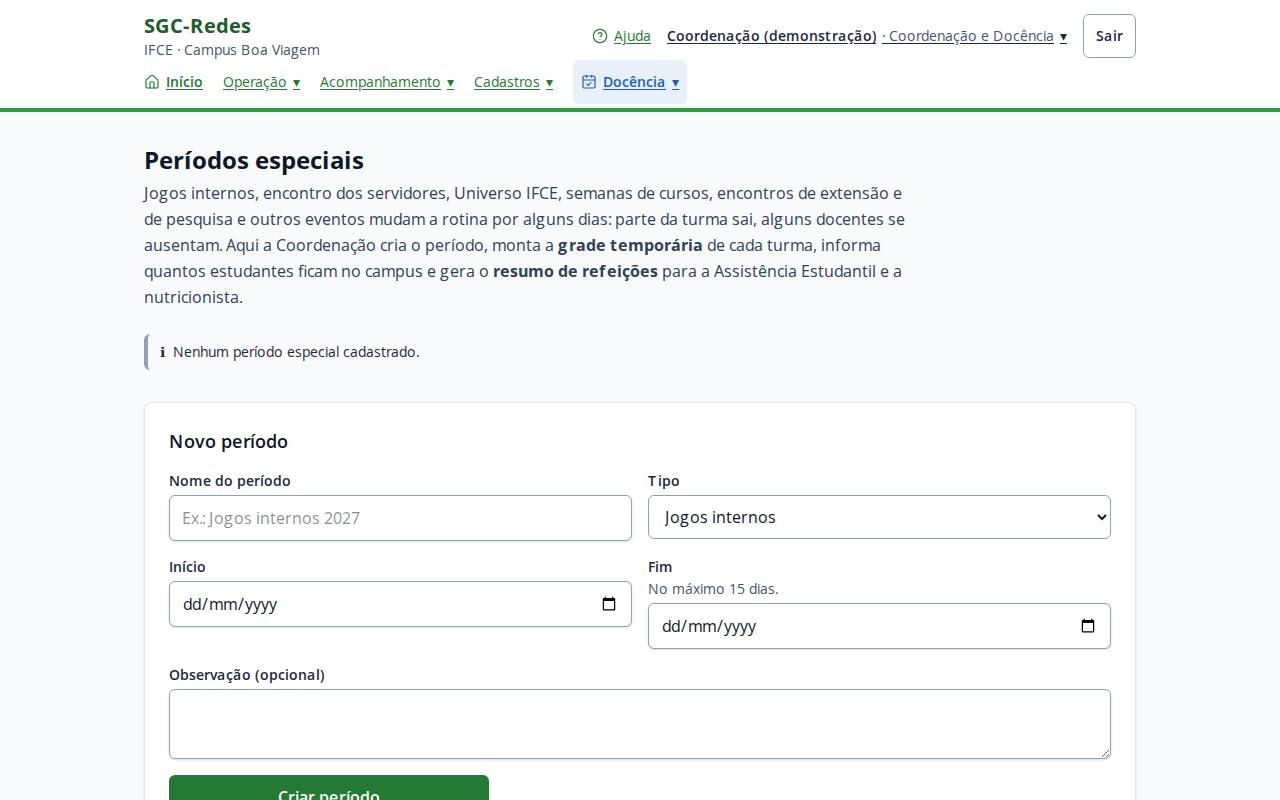 SGC-Redes
IFCE · Campus Boa Viagem
Ajuda
Coordenação (demonstração) · Coordenação e Docência ▾
Sair
Início
Operação ▾
Acompanhamento ▾
Cadastros ▾
Docência ▾
Períodos especiais
Jogos internos, encontro dos servidores, Universo IFCE, semanas de cursos, encontros de extensão e
de pesquisa e outros eventos mudam a rotina por alguns dias: parte da turma sai, alguns docentes se
ausentam. Aqui a Coordenação cria o período, monta a grade temporária de cada turma, informa
quantos estudantes ficam no campus e gera o resumo de refeições para a Assistência Estudantil e a
nutricionista.
ℹ Nenhum período especial cadastrado.
Novo período
Nome do período
Ex.: Jogos internos 2027
Tipo
Jogos internos
Início
dd/mm/yyyy
Fim
No máximo 15 dias.
dd/mm/yyyy
Observação (opcional)
Criar período